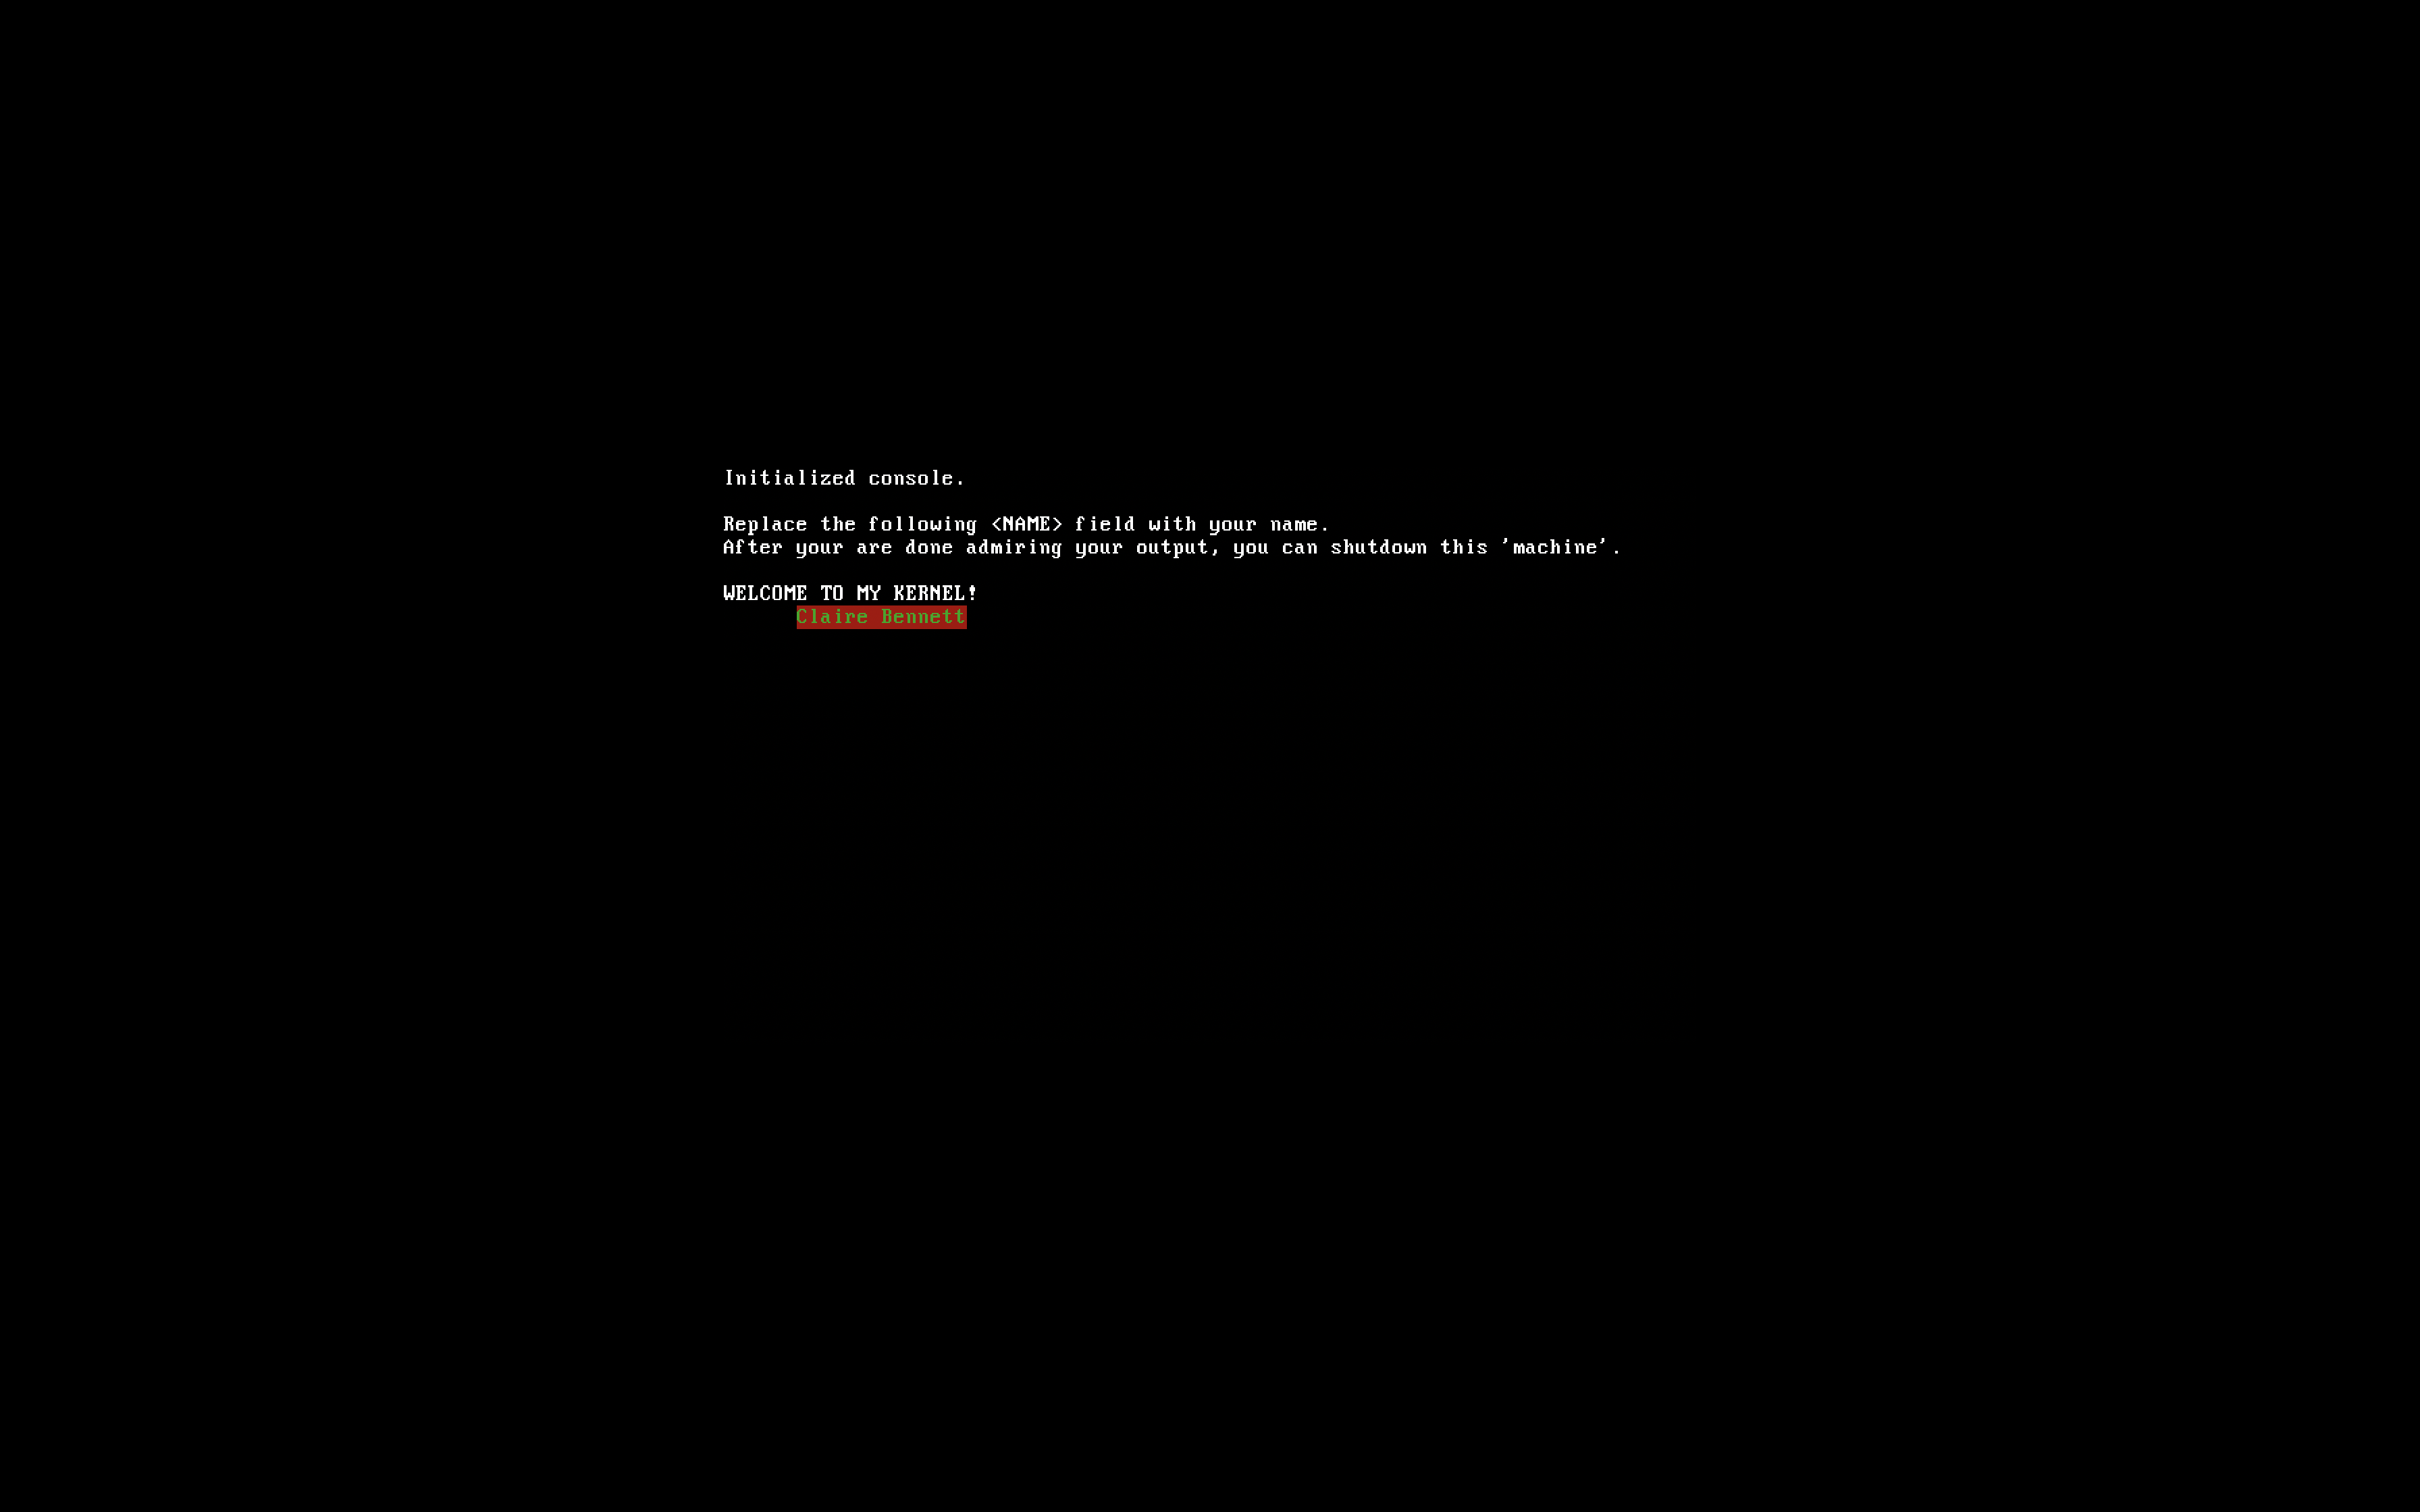 Initialized console.
Replace the following <NAME> field with your name.
After your are done admiring your output, you can shutdown this 'machine'.
WELCOME TO MY KERNEL!
Claire Bennett